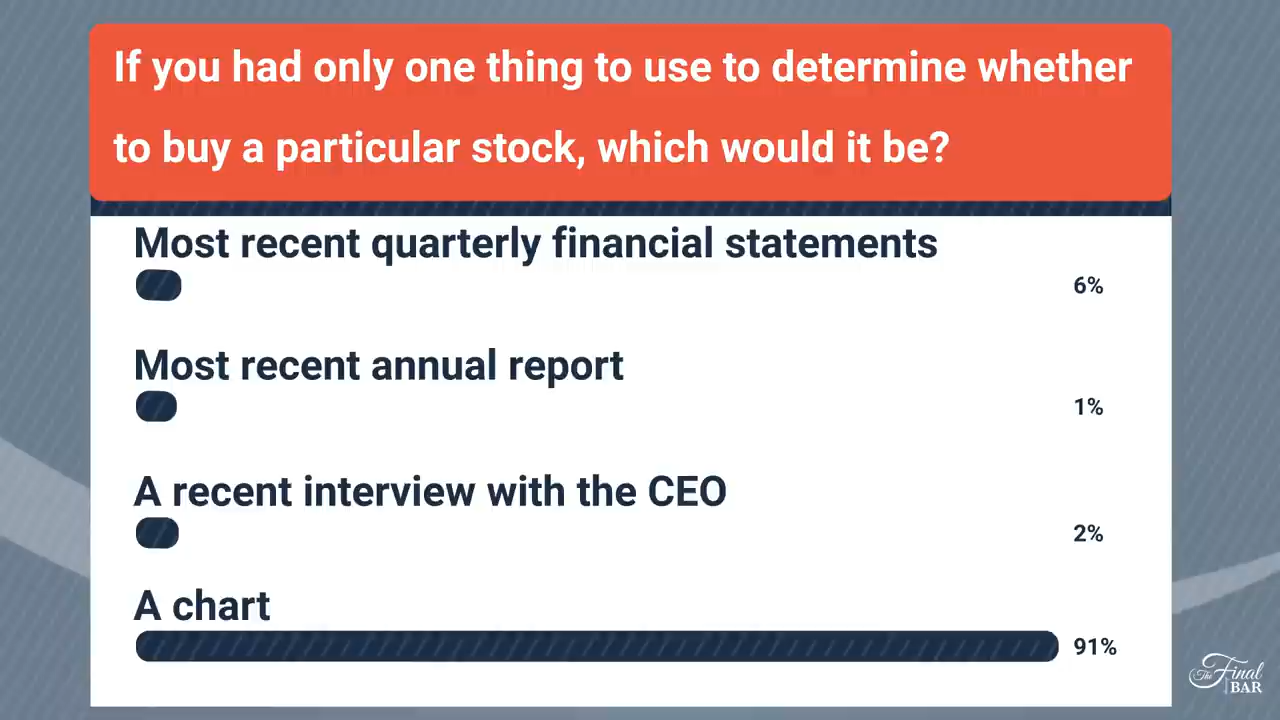 If you had only one thing to use to determine whether
to buy a particular stock, which would it be?
Most recent quarterly financial statements
6%
Most recent annual report
1%
A recent interview with the CEO
2%
A chart
91%
The Final
BAR